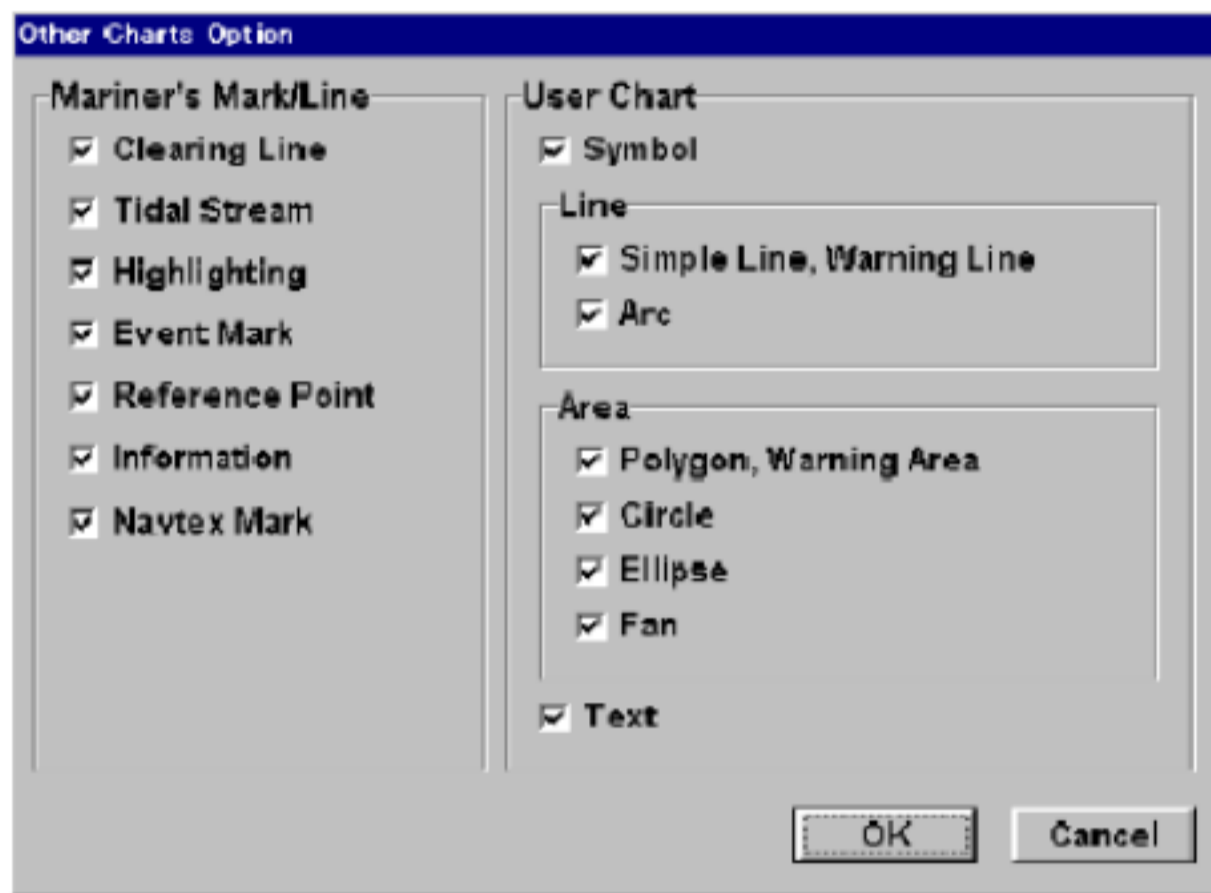 Other Charts Option
Mariner's Mark/Line
Clearing Line
Tidal Stream
Highlighting
Event Mark
Reference Point
Information
Navtex Mark
User Chart
Symbol
Line
Simple Line, Warning Line
Arc
Area
Polygon, Warning Area
Circle
Ellipse
Fan
Text
OK
Cancel